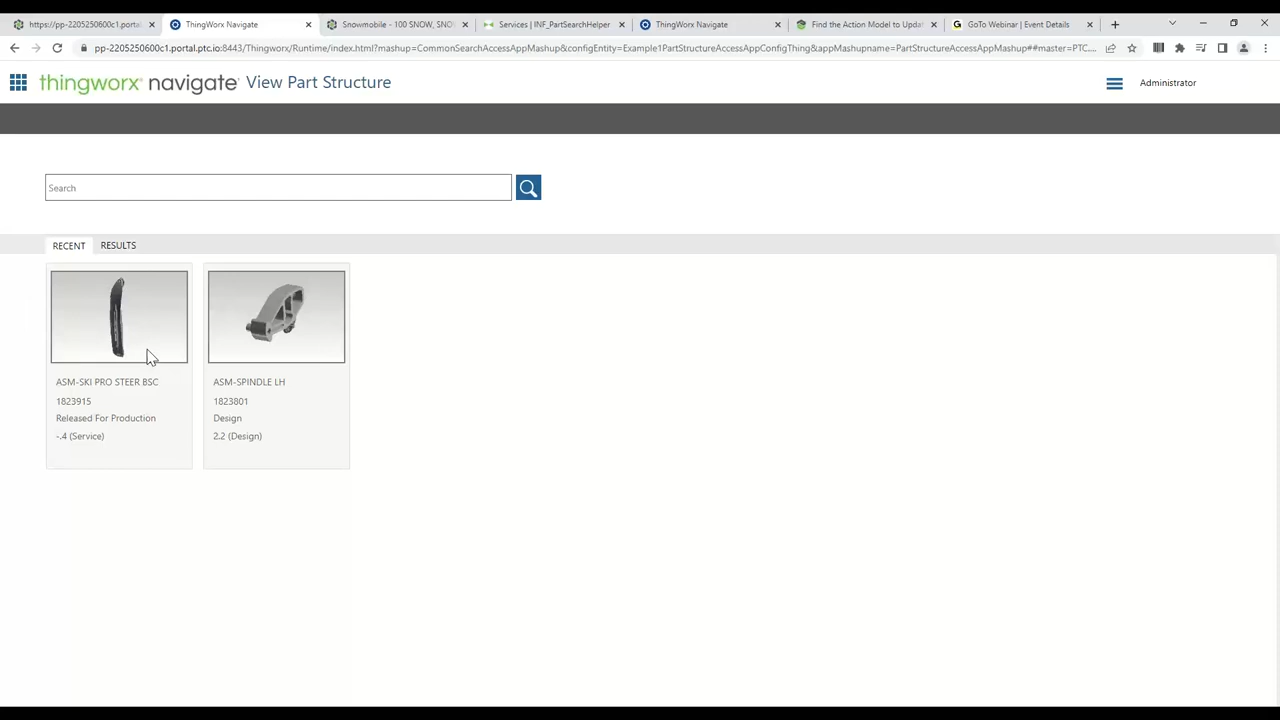 https://pp-2205250600c1.portal
ThingWorx Navigate
Snowmobile - 100 SNOW, SNO
Services | INF_PartSearchHelper
ThingWorx Navigate
Find the Action Model to Updat
GoTo Webinar | Event Details
pp-2205250600c1.portal.ptc.io:8443/Thingworx/Runtime/index.html?mashup=CommonSearchAccessAppMashup&configEntity=Example1PartStructureAccessAppConfigThing&appMashupname=PartStructureAccessAppMashup##master=PTC....
thingworx navigate View Part Structure
Administrator
Search
RECENT RESULTS
ASM-SKI PRO STEER BSC
1823915
Released For Production
-.4 (Service)
ASM-SPINDLE LH
1823801
Design
2.2 (Design)